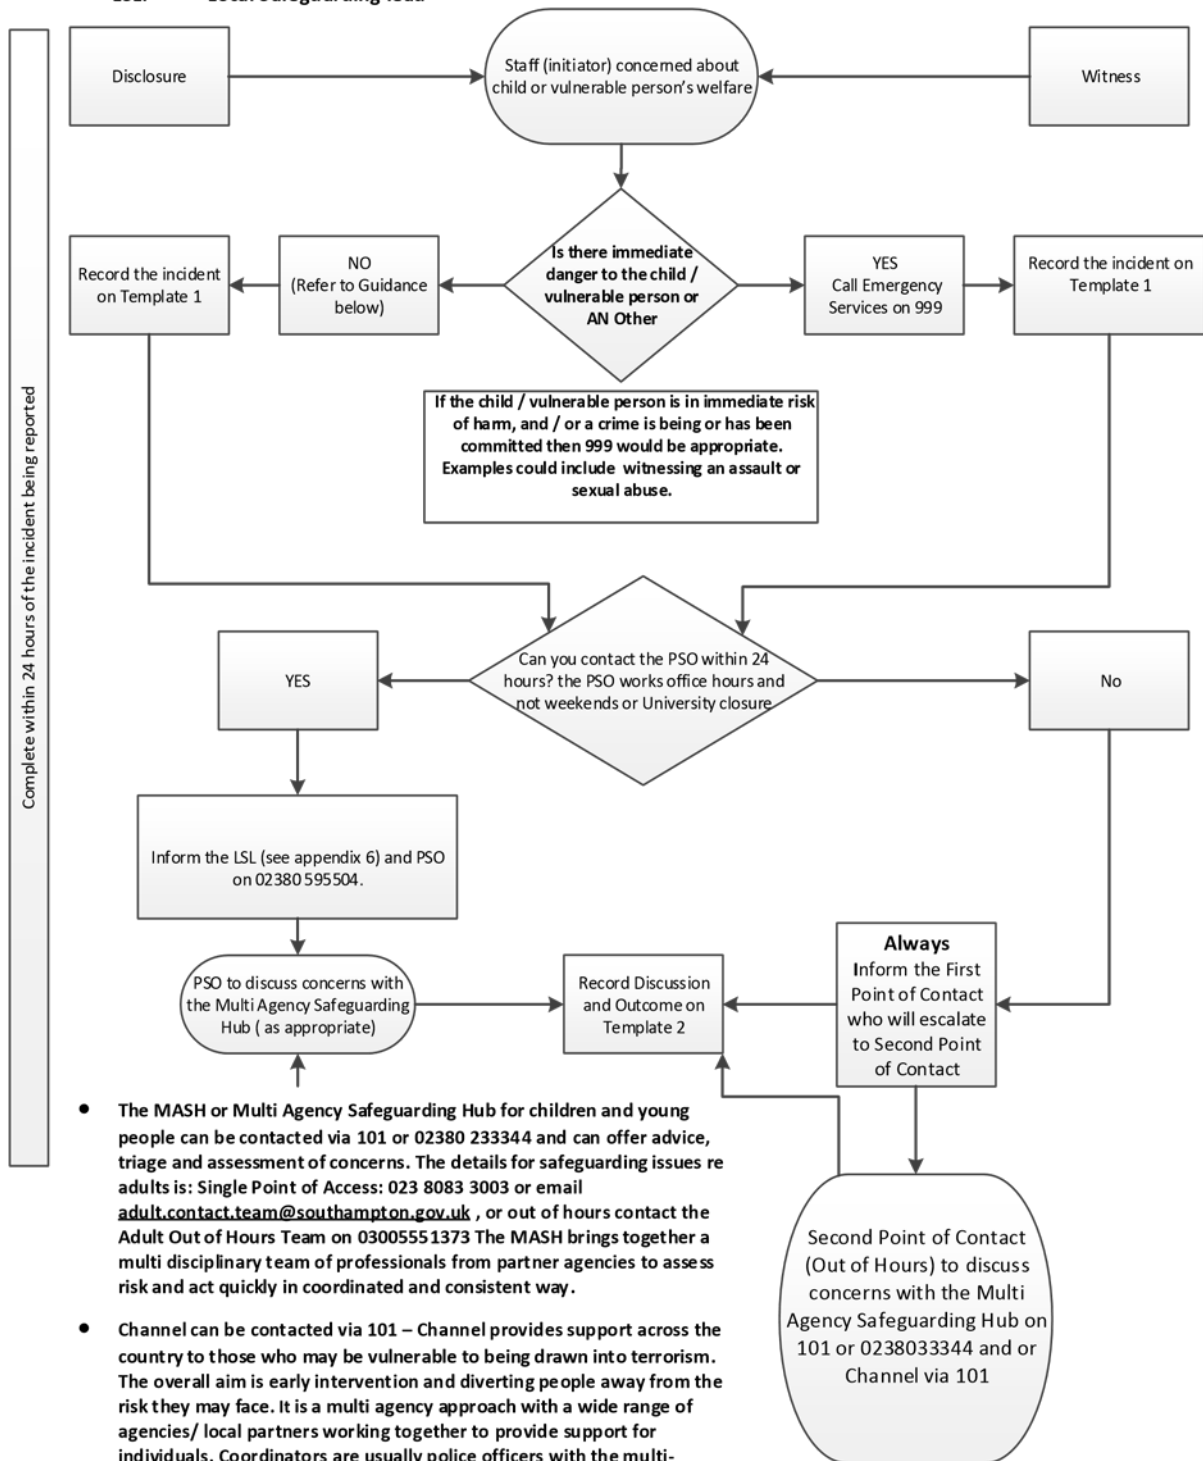 LSL. Local Safeguarding lead
Disclosure
Staff (initiator) concerned about
child or vulnerable person's welfare
Witness
Complete within 24 hours of the incident being reported
Record the incident
on Template 1
NO
(Refer to Guidance
below)
Is there immediate
danger to the child /
vulnerable person or
AN Other
YES
Call Emergency
Services on 999
Record the incident on
Template 1
If the child / vulnerable person is in immediate risk
of harm, and / or a crime is being or has been
committed then 999 would be appropriate.
Examples could include witnessing an assault or
sexual abuse.
YES
Can you contact the PSO within 24
hours? the PSO works office hours and
not weekends or University closure
No
Inform the LSL (see appendix 6) and PSO
on 02380 595504.
PSO to discuss concerns with
the Multi Agency Safeguarding
Hub ( as appropriate)
Record Discussion
and Outcome on
Template 2
Always
Inform the First
Point of Contact
who will escalate
to Second Point
of Contact
• The MASH or Multi Agency Safeguarding Hub for children and young
people can be contacted via 101 or 02380 233344 and can offer advice,
triage and assessment of concerns. The details for safeguarding issues re
adults is: Single Point of Access: 023 8083 3003 or email
adult.contact.team@southampton.gov.uk , or out of hours contact the
Adult Out of Hours Team on 03005551373 The MASH brings together a
multi disciplinary team of professionals from partner agencies to assess
risk and act quickly in coordinated and consistent way.
• Channel can be contacted via 101 – Channel provides support across the
country to those who may be vulnerable to being drawn into terrorism.
The overall aim is early intervention and diverting people away from the
risk they may face. It is a multi agency approach with a wide range of
agencies/ local partners working together to provide support for
individuals. Coordinators are usually police officers with the multi-
Second Point of Contact
(Out of Hours) to discuss
concerns with the Multi
Agency Safeguarding Hub on
101 or 0238033344 and or
Channel via 101